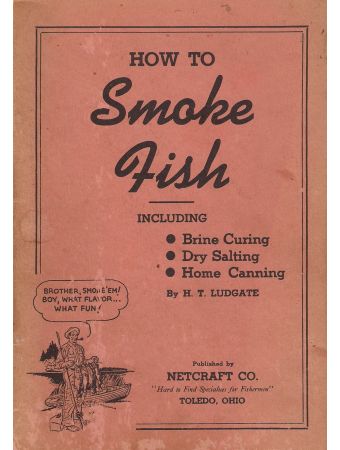 HOW TO
Smoke
Fish
INCLUDING
● Brine Curing
● Dry Salting
● Home Canning
By H. T. LUDGATE
BROTHER, SMOKE 'EM!
BOY, WHAT FLAVOR...
WHAT FUN!
Published by
NETCRAFT CO.
"Hard to Find Specialties for Fishermen"
TOLEDO, OHIO